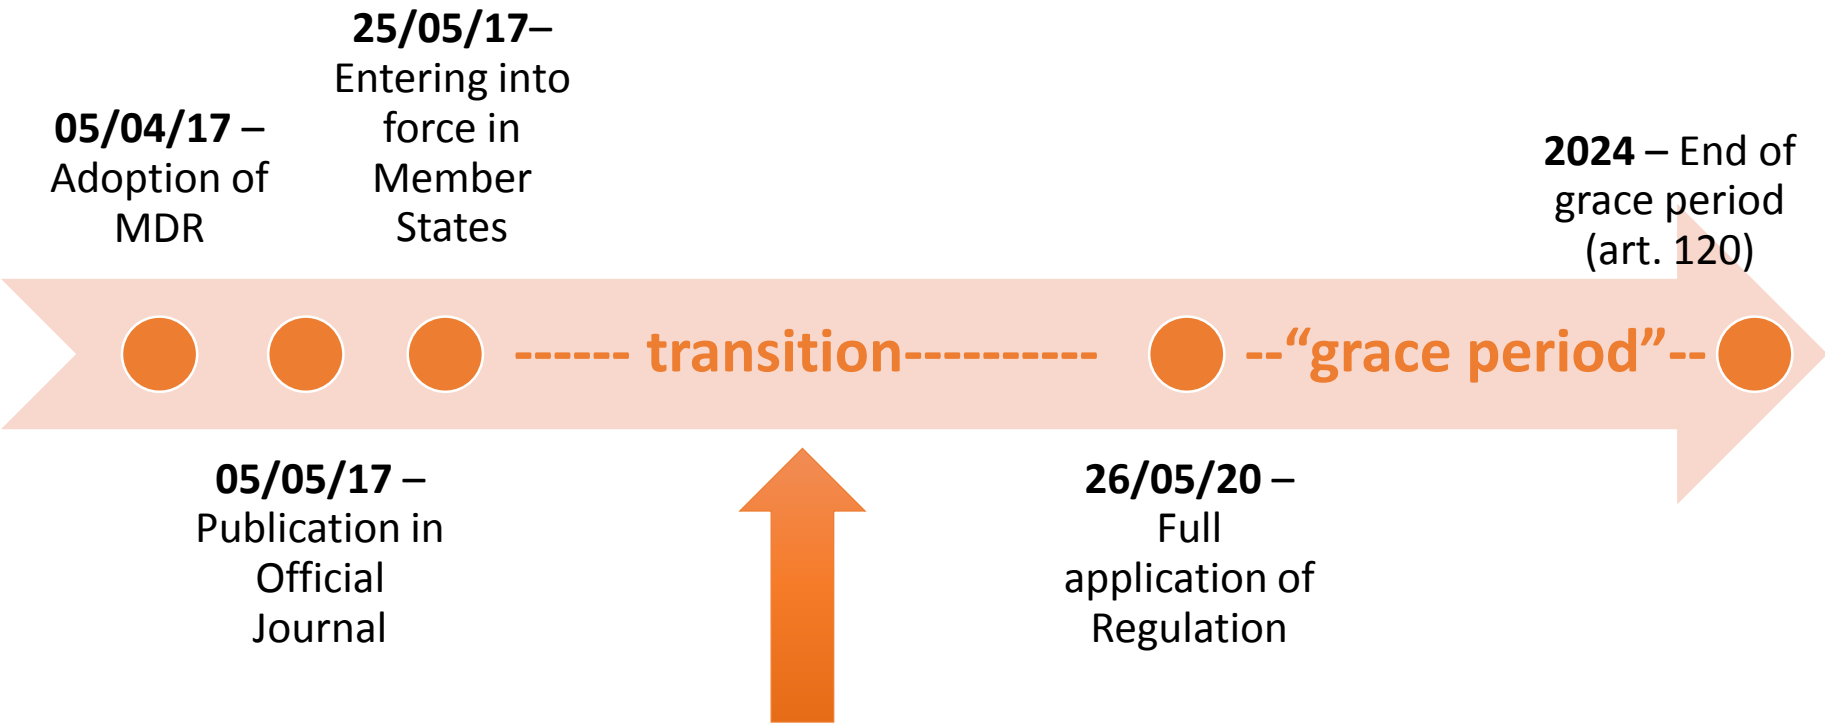 25/05/17–
Entering into
force in
Member
States
05/04/17 –
Adoption of
MDR
2024 – End of
grace period
(art. 120)
------ transition----------
--“grace period”--
05/05/17 –
Publication in
Official
Journal
26/05/20 –
Full
application of
Regulation